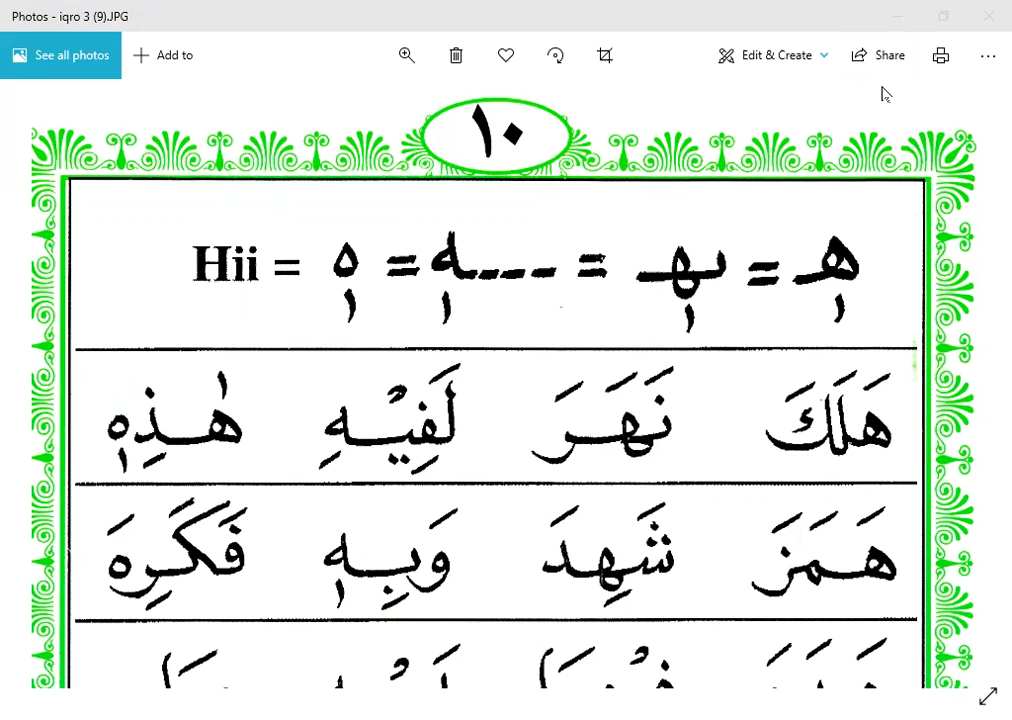 Photos - iqro 3 (9).JPG
See all photos
Add to
Edit & Create
Share
١٠
هٖ = ـهٖـ = ـهٖ = هٖ = Hii
هَلَكَ نَهَرَ لَفِيْهِ هٰذِهٖ
هَمَزَ شَهِدَ وَبِهٖ فَكَرِهَ